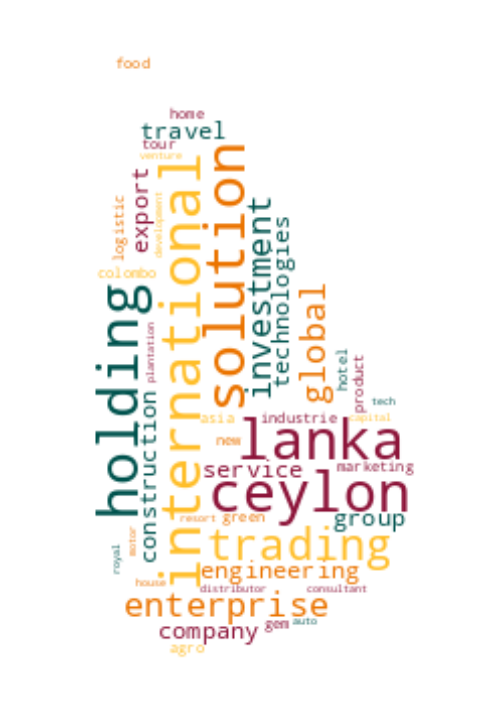 food
home
travel
tour
venture
solution
international
export
development
logistic
investment
technologies
colombo
holding
global
plantation
hotel
product
construction
tech
asia
industrie
capital
new
lanka
service
marketing
ceylon
resort
green
group
motor
royal
trading
engineering
house
distributor
consultant
enterprise
gem
auto
company
agro